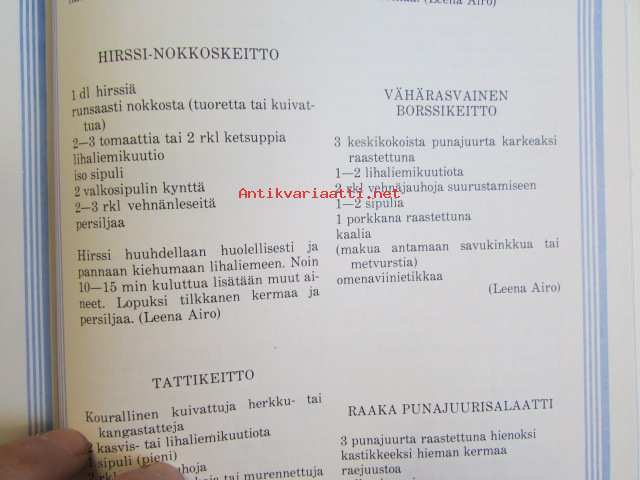 (Leena Airo)
HIRSSI-NOKKOSKEITTO
1 dl hirssiä
runsaasti nokkosta (tuoretta tai kuivat-
tua)
2—3 tomaattia tai 2 rkl ketsuppia
lihaliemikuutio
iso sipuli
2 valkosipulin kynttä
2—3 rkl vehnänleseitä
persiljaa
Hirssi huuhdellaan huolellisesti ja
pannaan kiehumaan lihaliemeen. Noin
10—15 min kuluttua lisätään muut ai-
neet. Lopuksi tilkkanen kermaa ja
persiljaa. (Leena Airo)
TATTIKEITTO
Kourallinen kuivattuja herkku- tai
kangastatteja
2 kasvis- tai lihaliemikuutiota
1 sipuli (pieni)
tai murennettuja
VÄHÄRASVAINEN
BORSSIKEITTO
3 keskikokoista punajuurta karkeaksi
raastettuna
1—2 lihaliemikuutiota
2 rkl vehnäjauhoja suurustamiseen
1—2 sipulia
1 porkkana raastettuna
kaalia
(makua antamaan savukinkkua tai
metvurstia)
omenaviinietikkaa
(Leena Airo)
RAAKA PUNAJUURISALAATTI
3 punajuurta raastettuna hienoksi
kastikkeeksi hieman kermaa
raejuustoa
Antikvariaatti.net